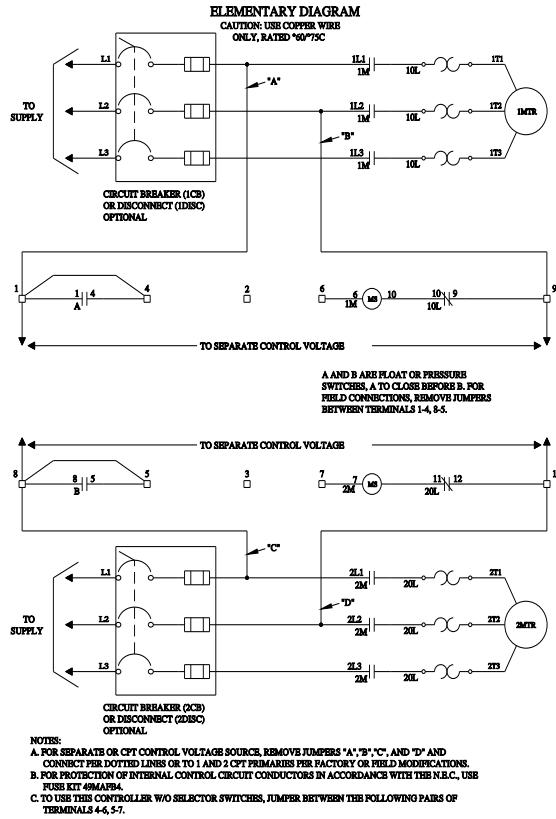 ELEMENTARY DIAGRAM
CAUTION: USE COPPER WIRE
ONLY, RATED °60/°75C
L1
1L1
1M
10L
1T1
"A"
TO
SUPPLY
L2
1L2
1M
10L
1T2
1MTR
"B"
L3
1L3
1M
10L
1T3
CIRCUIT BREAKER (1CB)
OR DISCONNECT (1DISC)
OPTIONAL
1
1
4
A
4
2
6
6
1M
MS
10
10
9
10L
9
TO SEPARATE CONTROL VOLTAGE
A AND B ARE FLOAT OR PRESSURE
SWITCHES, A TO CLOSE BEFORE B. FOR
FIELD CONNECTIONS, REMOVE JUMPERS
BETWEEN TERMINALS 1-4, 8-5.
TO SEPARATE CONTROL VOLTAGE
8
8
5
B
5
3
7
7
2M
MS
11
12
20L
1
"C"
L1
2L1
2M
20L
2T1
"D"
TO
SUPPLY
L2
2L2
2M
20L
2T2
2MTR
L3
2L3
2M
20L
2T3
CIRCUIT BREAKER (2CB)
OR DISCONNECT (2DISC)
OPTIONAL
NOTES:
A. FOR SEPARATE OR CPT CONTROL VOLTAGE SOURCE, REMOVE JUMPERS "A","B","C", AND "D" AND
CONNECT PER DOTTED LINES OR TO 1 AND 2 CPT PRIMARIES PER FACTORY OR FIELD MODIFICATIONS.
B. FOR PROTECTION OF INTERNAL CONTROL CIRCUIT CONDUCTORS IN ACCORDANCE WITH THE N.E.C., USE
FUSE KIT 49MAFB4.
C. TO USE THIS CONTROLLER W/O SELECTOR SWITCHES, JUMPER BETWEEN THE FOLLOWING PAIRS OF
TERMINALS 4-6, 5-7.